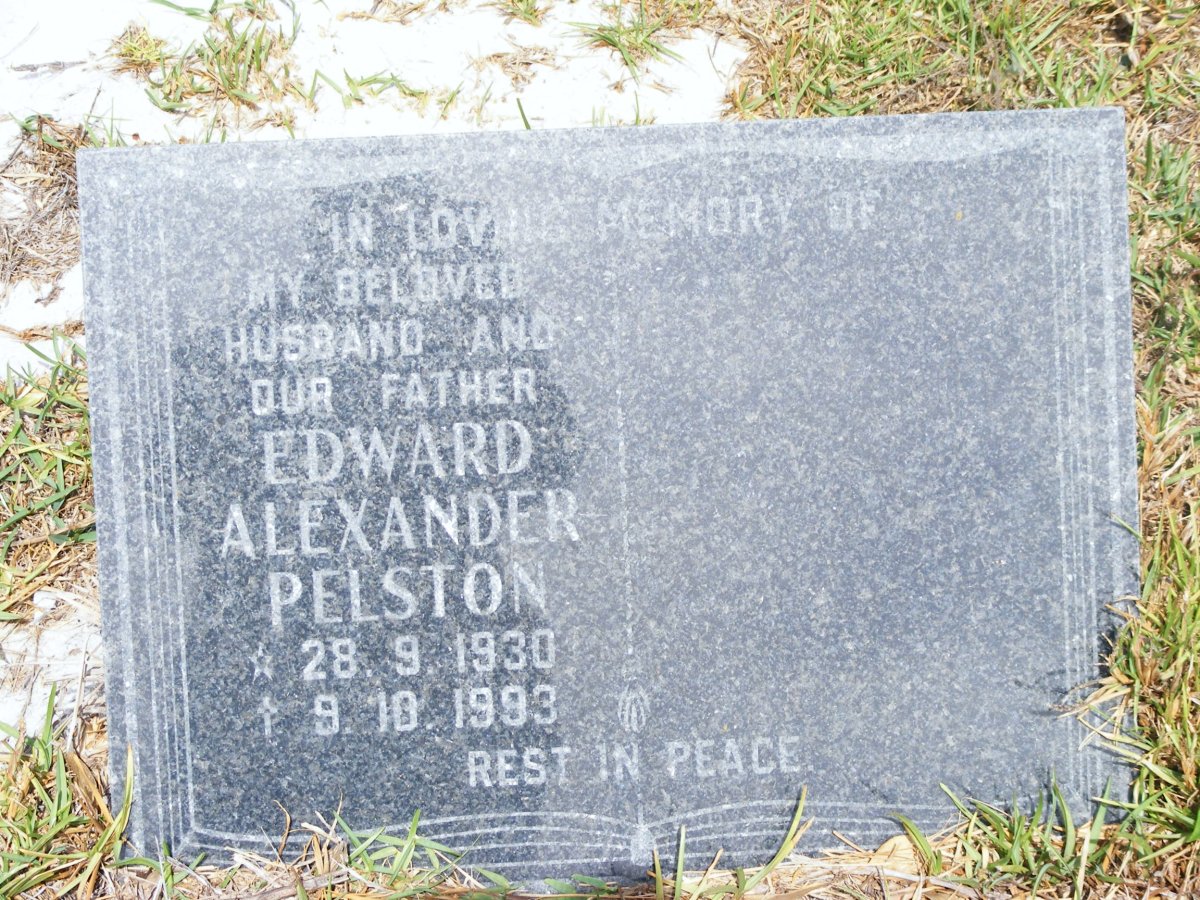 IN LOVING MEMORY OF
MY BELOVED
HUSBAND AND
OUR FATHER
EDWARD
ALEXANDER
PELSTON
☆ 28. 9. 1930
† 9. 10. 1993
REST IN PEACE.